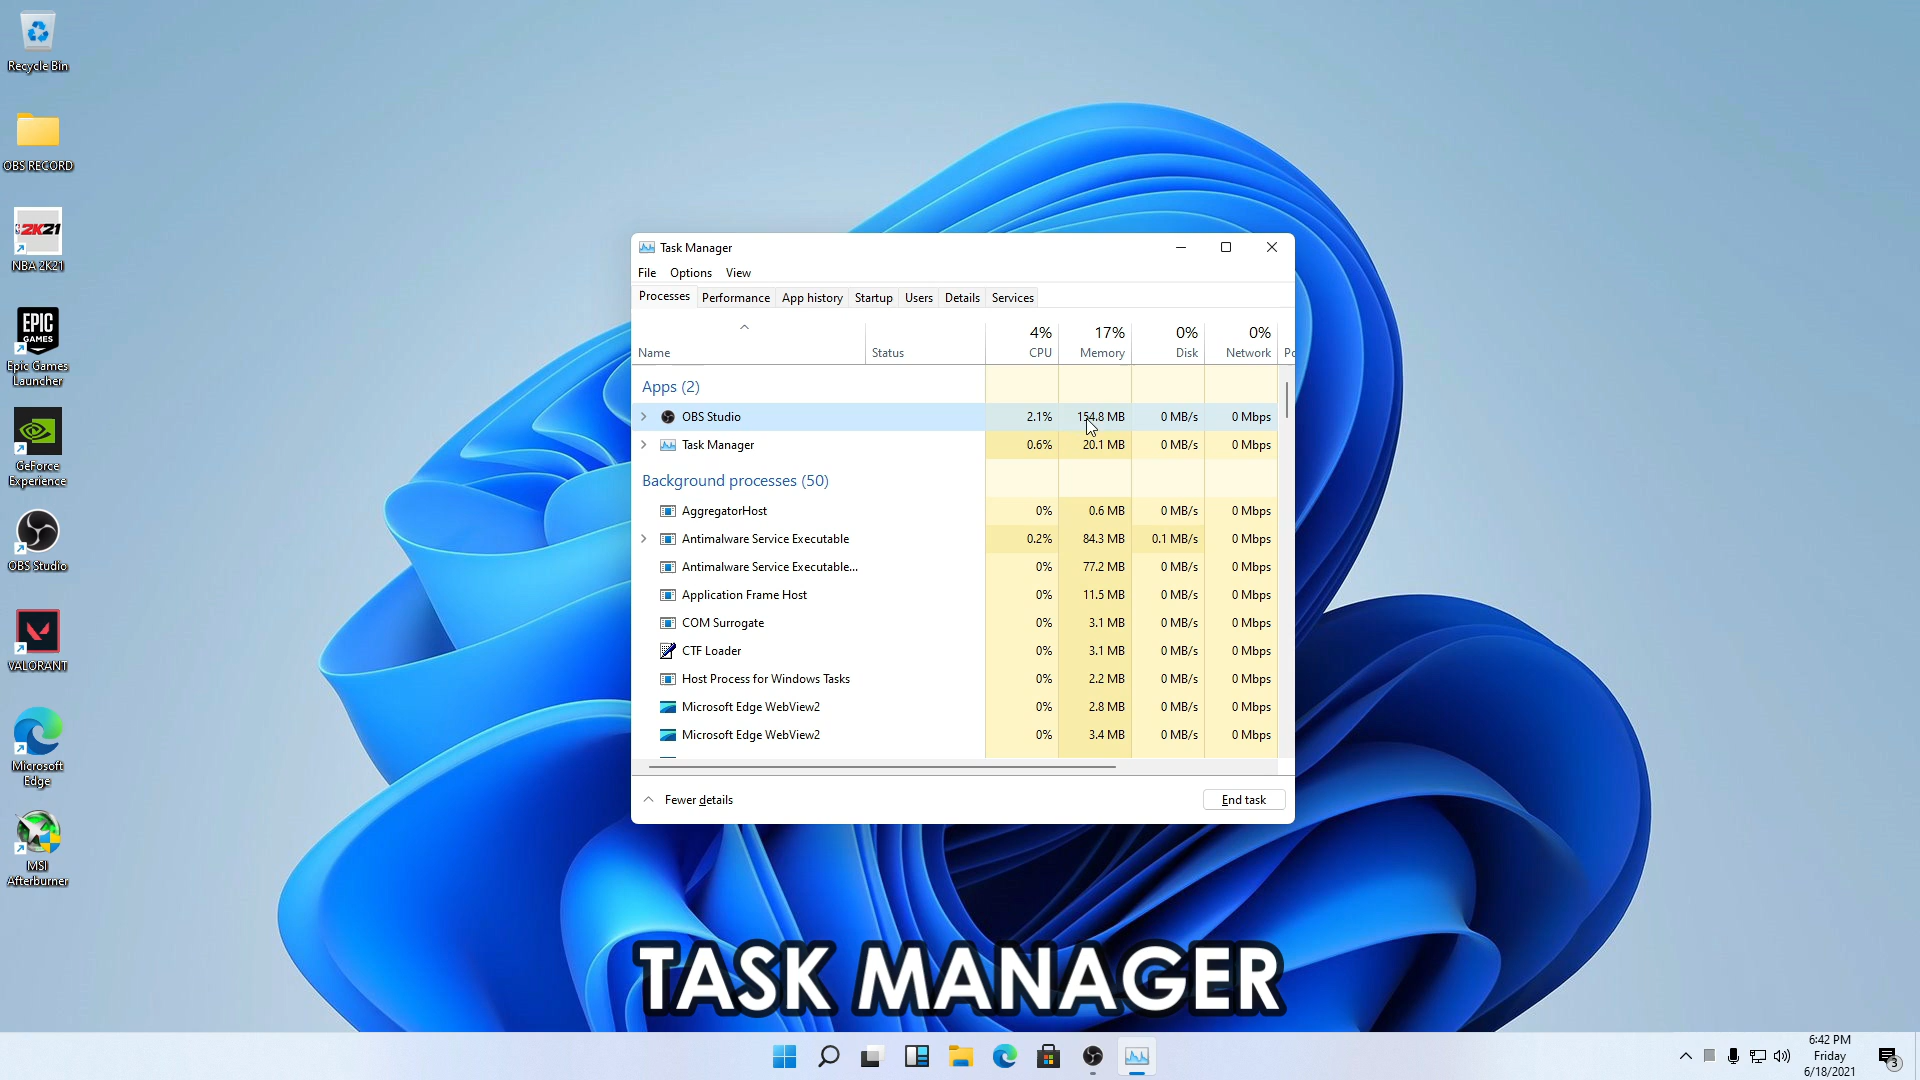 Recycle Bin
OBS RECORD
2K21
NBA 2K21
EPIC
GAMES
Epic Games
Launcher
GeForce
Experience
OBS Studio
VALORANT
Microsoft
Edge
MSI
Afterburner
Task Manager
File Options View
Processes Performance App history Startup Users Details Services
4% 17% 0% 0%
Name Status CPU Memory Disk Network Po
Apps (2)
OBS Studio 2.1% 154.8 MB 0 MB/s 0 Mbps
Task Manager 0.6% 20.1 MB 0 MB/s 0 Mbps
Background processes (50)
AggregatorHost 0% 0.6 MB 0 MB/s 0 Mbps
Antimalware Service Executable 0.2% 84.3 MB 0.1 MB/s 0 Mbps
Antimalware Service Executable... 0% 77.2 MB 0 MB/s 0 Mbps
Application Frame Host 0% 11.5 MB 0 MB/s 0 Mbps
COM Surrogate 0% 3.1 MB 0 MB/s 0 Mbps
CTF Loader 0% 3.1 MB 0 MB/s 0 Mbps
Host Process for Windows Tasks 0% 2.2 MB 0 MB/s 0 Mbps
Microsoft Edge WebView2 0% 2.8 MB 0 MB/s 0 Mbps
Microsoft Edge WebView2 0% 3.4 MB 0 MB/s 0 Mbps
Fewer details End task
TASK MANAGER
6:42 PM
Friday
6/18/2021
3